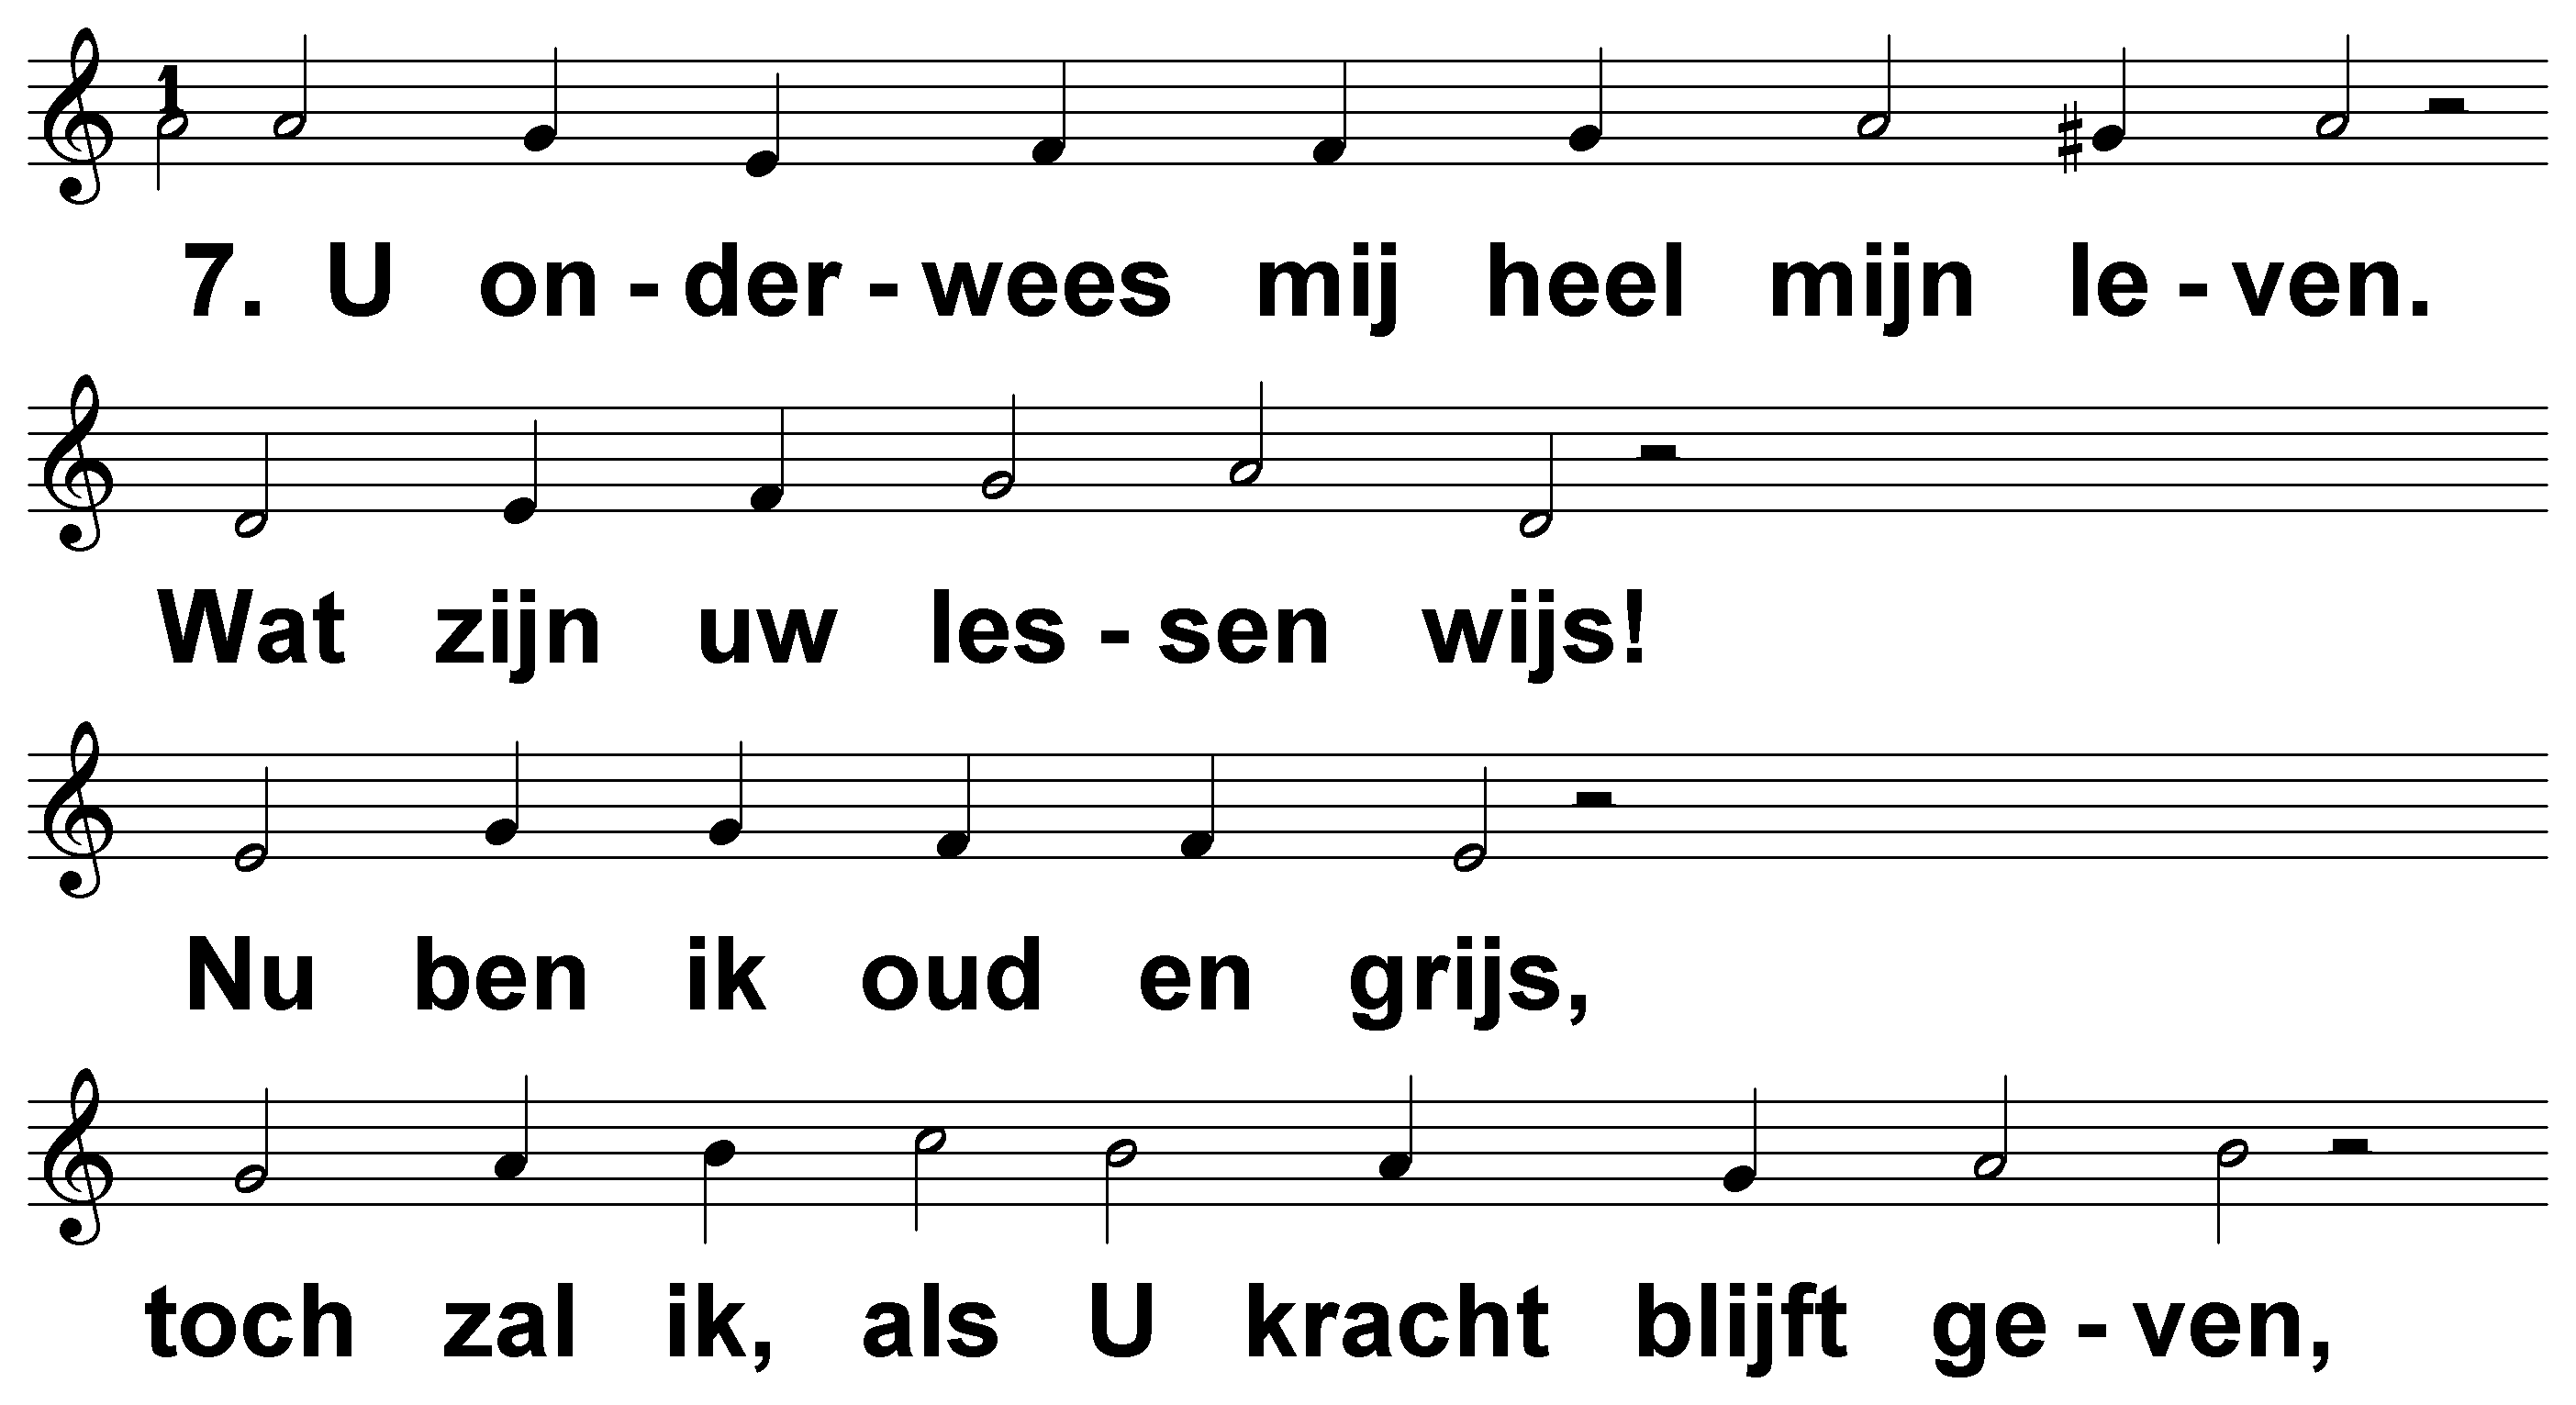 1
7. U on - der - wees mij heel mijn le - ven.
Wat zijn uw les - sen wijs!
Nu ben ik oud en grijs,
toch zal ik, als U kracht blijft ge - ven,